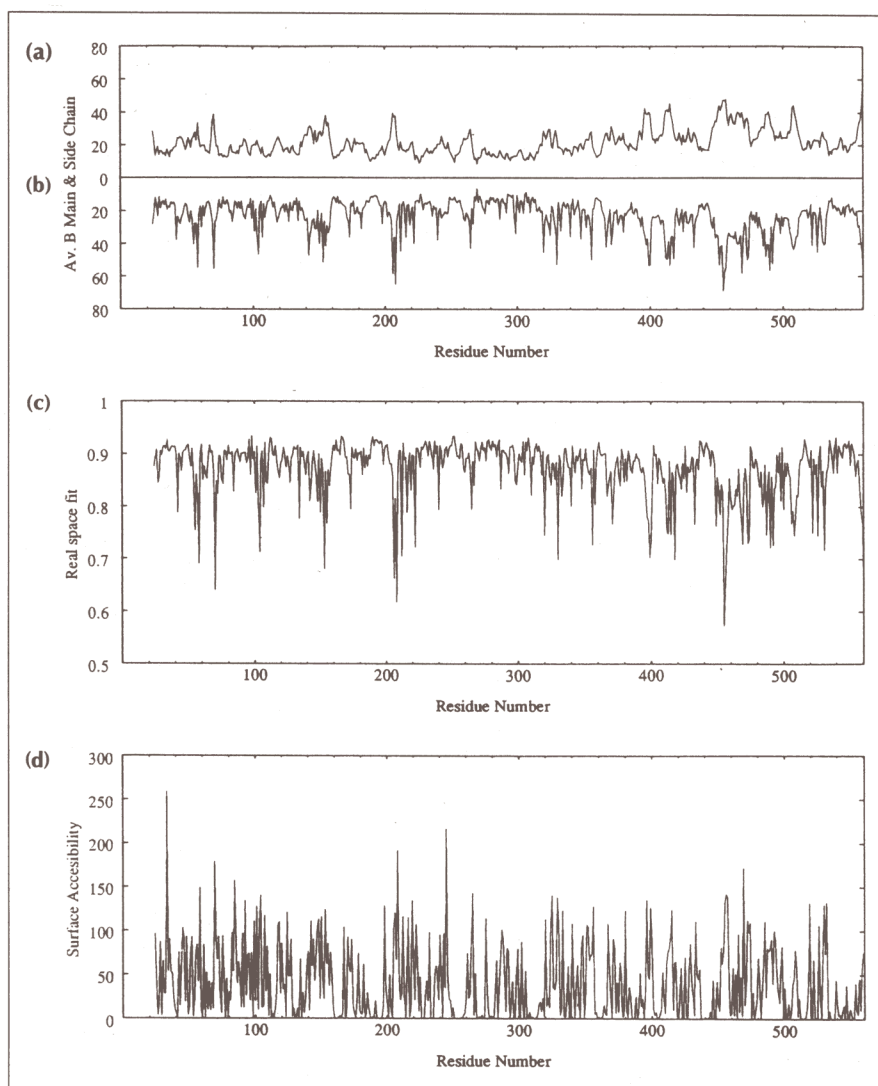 (a)
80
60
40
20
0
(b)
20
40
60
80
Av. B Main & Side Chain
100 200 300 400 500
Residue Number
(c)
1
0.9
0.8
0.7
0.6
0.5
Real space fit
100 200 300 400 500
Residue Number
(d)
300
250
200
150
100
50
0
Surface Accesibility
100 200 300 400 500
Residue Number